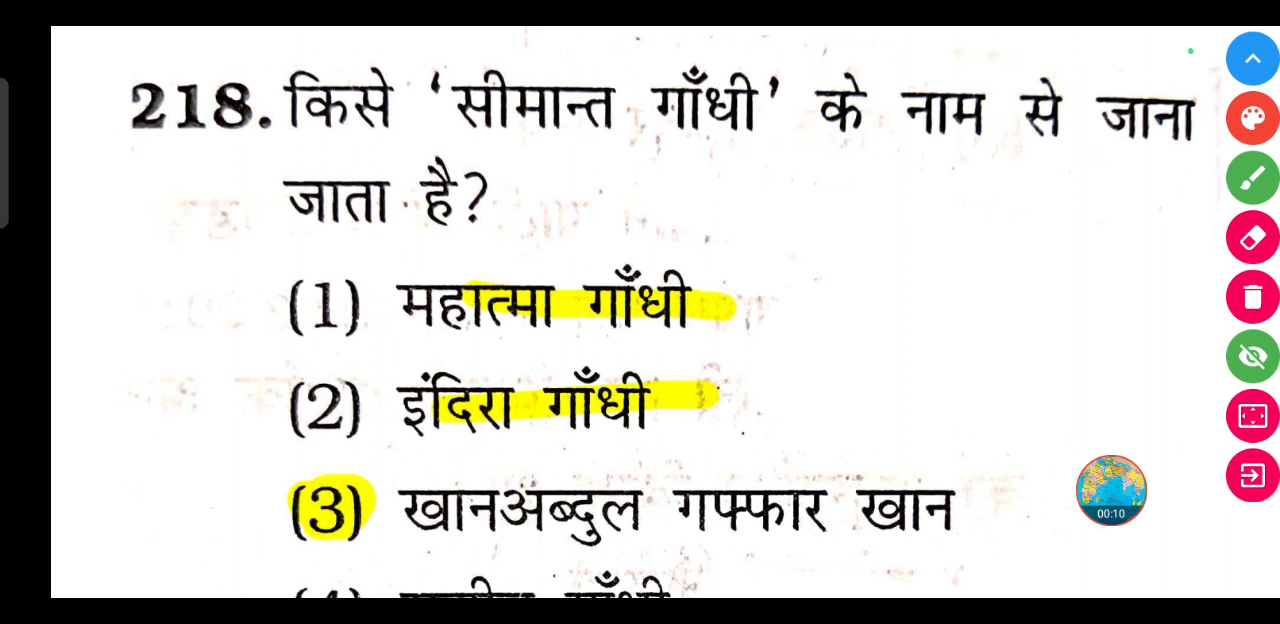 218. किसे 'सीमान्त गाँधी' के नाम से जाना
जाता है?
(1) महात्मा गाँधी
(2) इंदिरा गाँधी
(3) खानअब्दुल गफ्फार खान
00:10